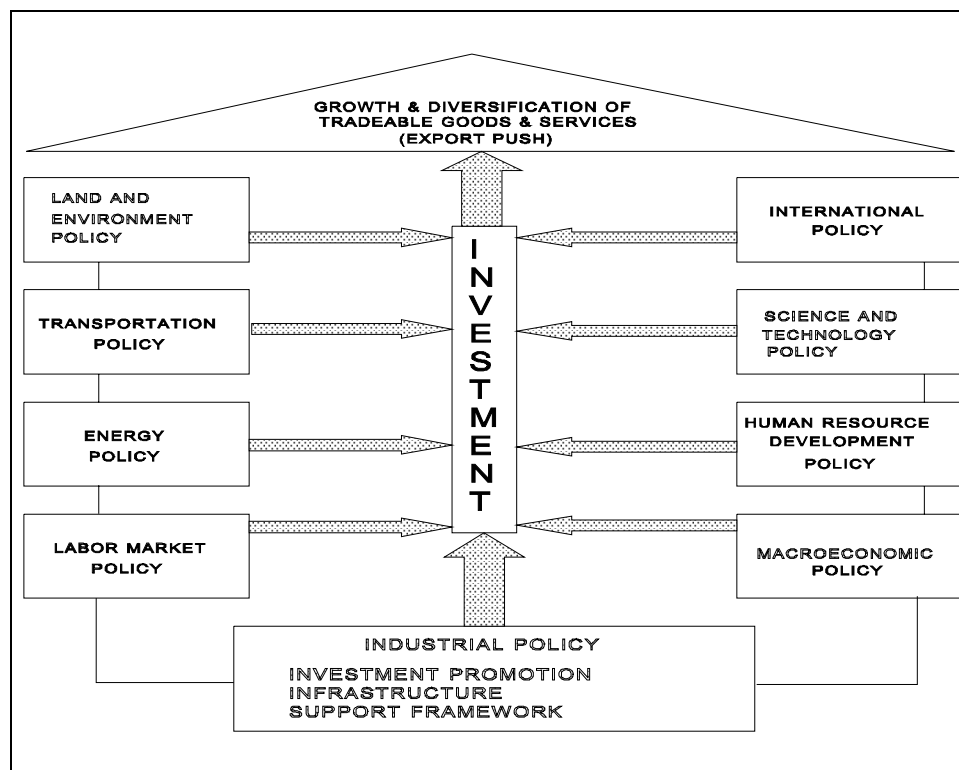 GROWTH & DIVERSIFICATION OF
TRADEABLE GOODS & SERVICES
(EXPORT PUSH)
LAND AND
ENVIRONMENT
POLICY
TRANSPORTATION
POLICY
ENERGY
POLICY
LABOR MARKET
POLICY
INVESTMENT
INTERNATIONAL
POLICY
SCIENCE AND
TECHNOLOGY
POLICY
HUMAN RESOURCE
DEVELOPMENT
POLICY
MACROECONOMIC
POLICY
INDUSTRIAL POLICY
INVESTMENT PROMOTION
INFRASTRUCTURE
SUPPORT FRAMEWORK